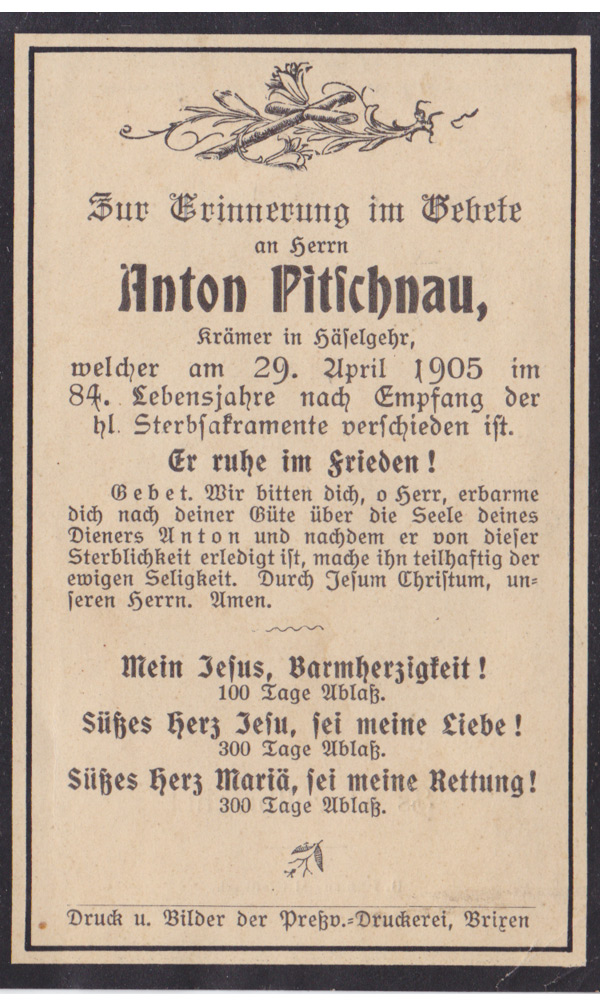 Zur Erinnerung im Gebete
an Herrn
Anton Pitschnau,
Krämer in Häselgehr,
welcher am 29. April 1905 im
84. Lebensjahre nach Empfang der
hl. Sterbsakramente verschieden ist.
Er ruhe im Frieden!
Gebet. Wir bitten dich, o Herr, erbarme
dich nach deiner Güte über die Seele deines
Dieners Anton und nachdem er von dieser
Sterblichkeit erledigt ist, mache ihn teilhaftig der
ewigen Seligkeit. Durch Jesum Christum, un-
seren Herrn. Amen.
Mein Jesus, Barmherzigkeit!
100 Tage Ablaß.
Süßes Herz Jesu, sei meine Liebe!
300 Tage Ablaß.
Süßes Herz Mariä, sei meine Rettung!
300 Tage Ablaß.
Druck u. Bilder der Preßv.-Druckerei, Brixen